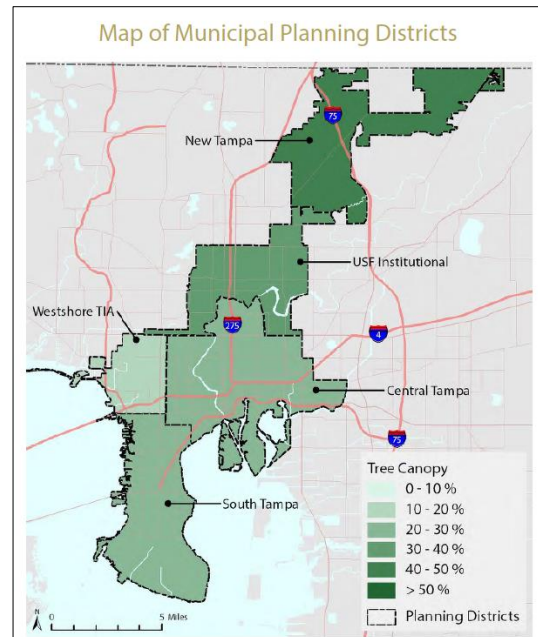 Map of Municipal Planning Districts
75
New Tampa
USF Institutional
Westshore TIA
275
4
Central Tampa
75
South Tampa
Tree Canopy
0 - 10 %
10 - 20 %
20 - 30 %
30 - 40 %
40 - 50 %
> 50 %
Planning Districts
N
0 5 Miles